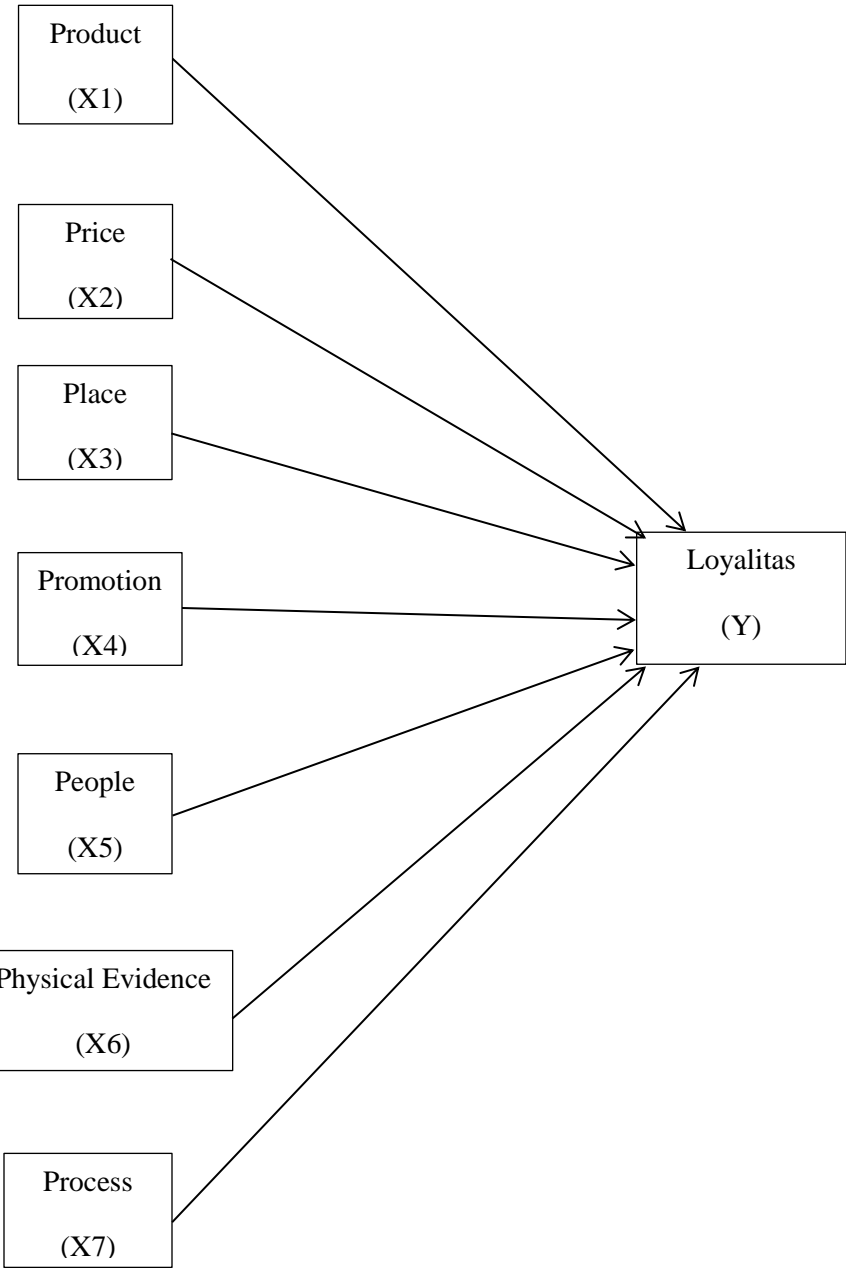 Product
(X1)
Price
(X2)
Place
(X3)
Promotion
(X4)
People
(X5)
Physical Evidence
(X6)
Process
(X7)
Loyalitas
(Y)